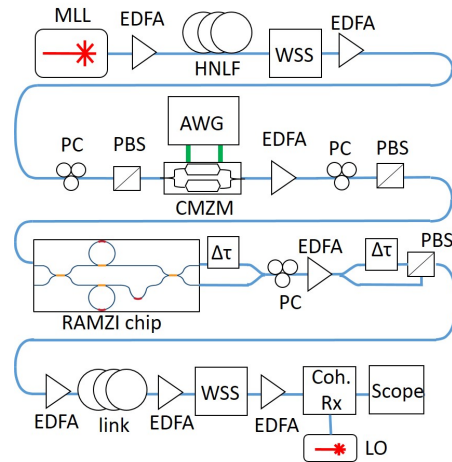 MLL
EDFA
HNLF
WSS
EDFA
PC
PBS
AWG
CMZM
EDFA
PC
PBS
RAMZI chip
Δτ
PC
EDFA
Δτ
PBS
EDFA
link
EDFA
WSS
EDFA
Coh.
Rx
Scope
LO